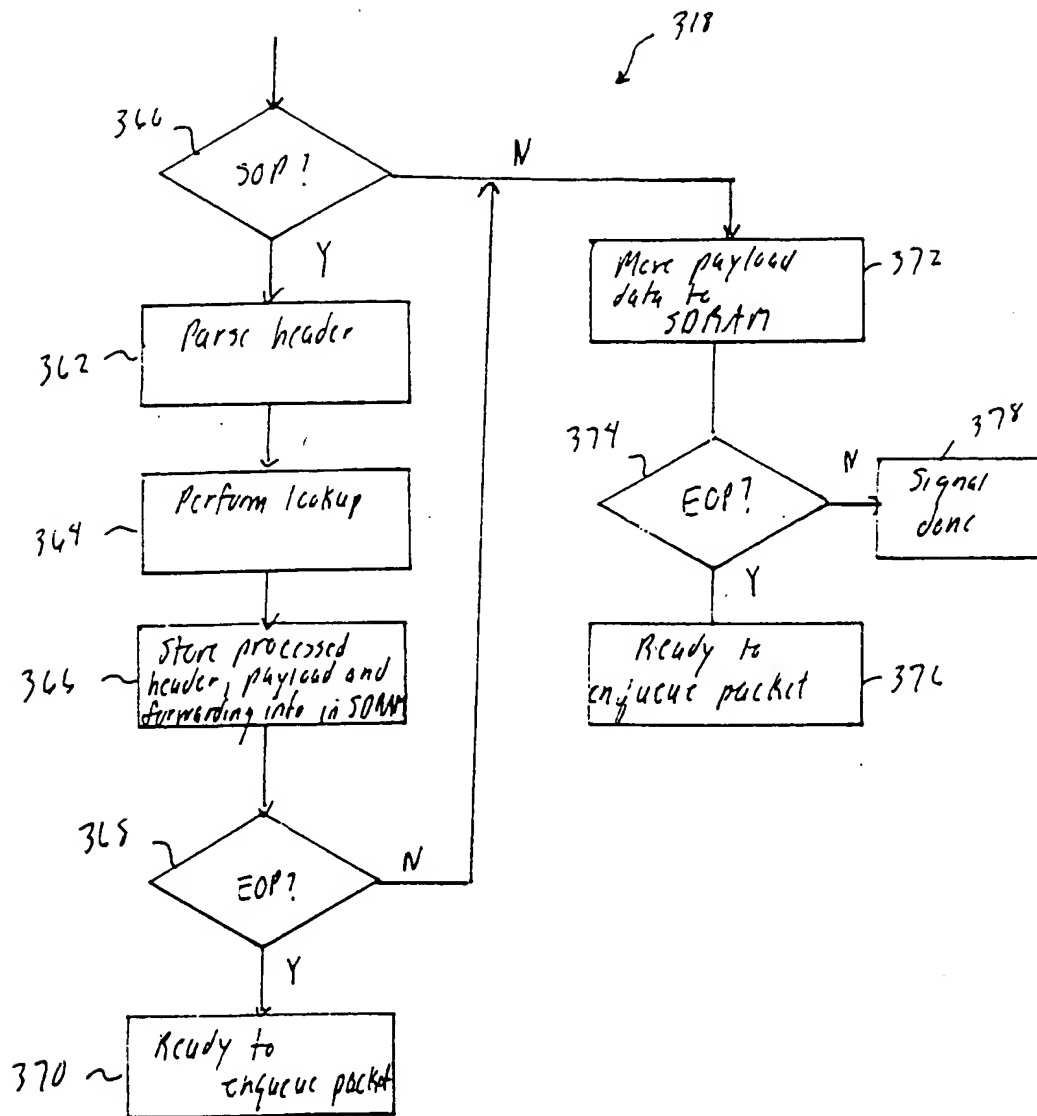 318
360
SOP?
N
Y
Move payload
data to
SDRAM
372
Parse header
362
374
EOP?
N
378
Signal
done
Y
Perform lookup
364
Ready to
enqueue packet
376
Store processed
header, payload and
forwarding info in SDRAM
366
368
EOP?
N
Y
Ready to
enqueue packet
370